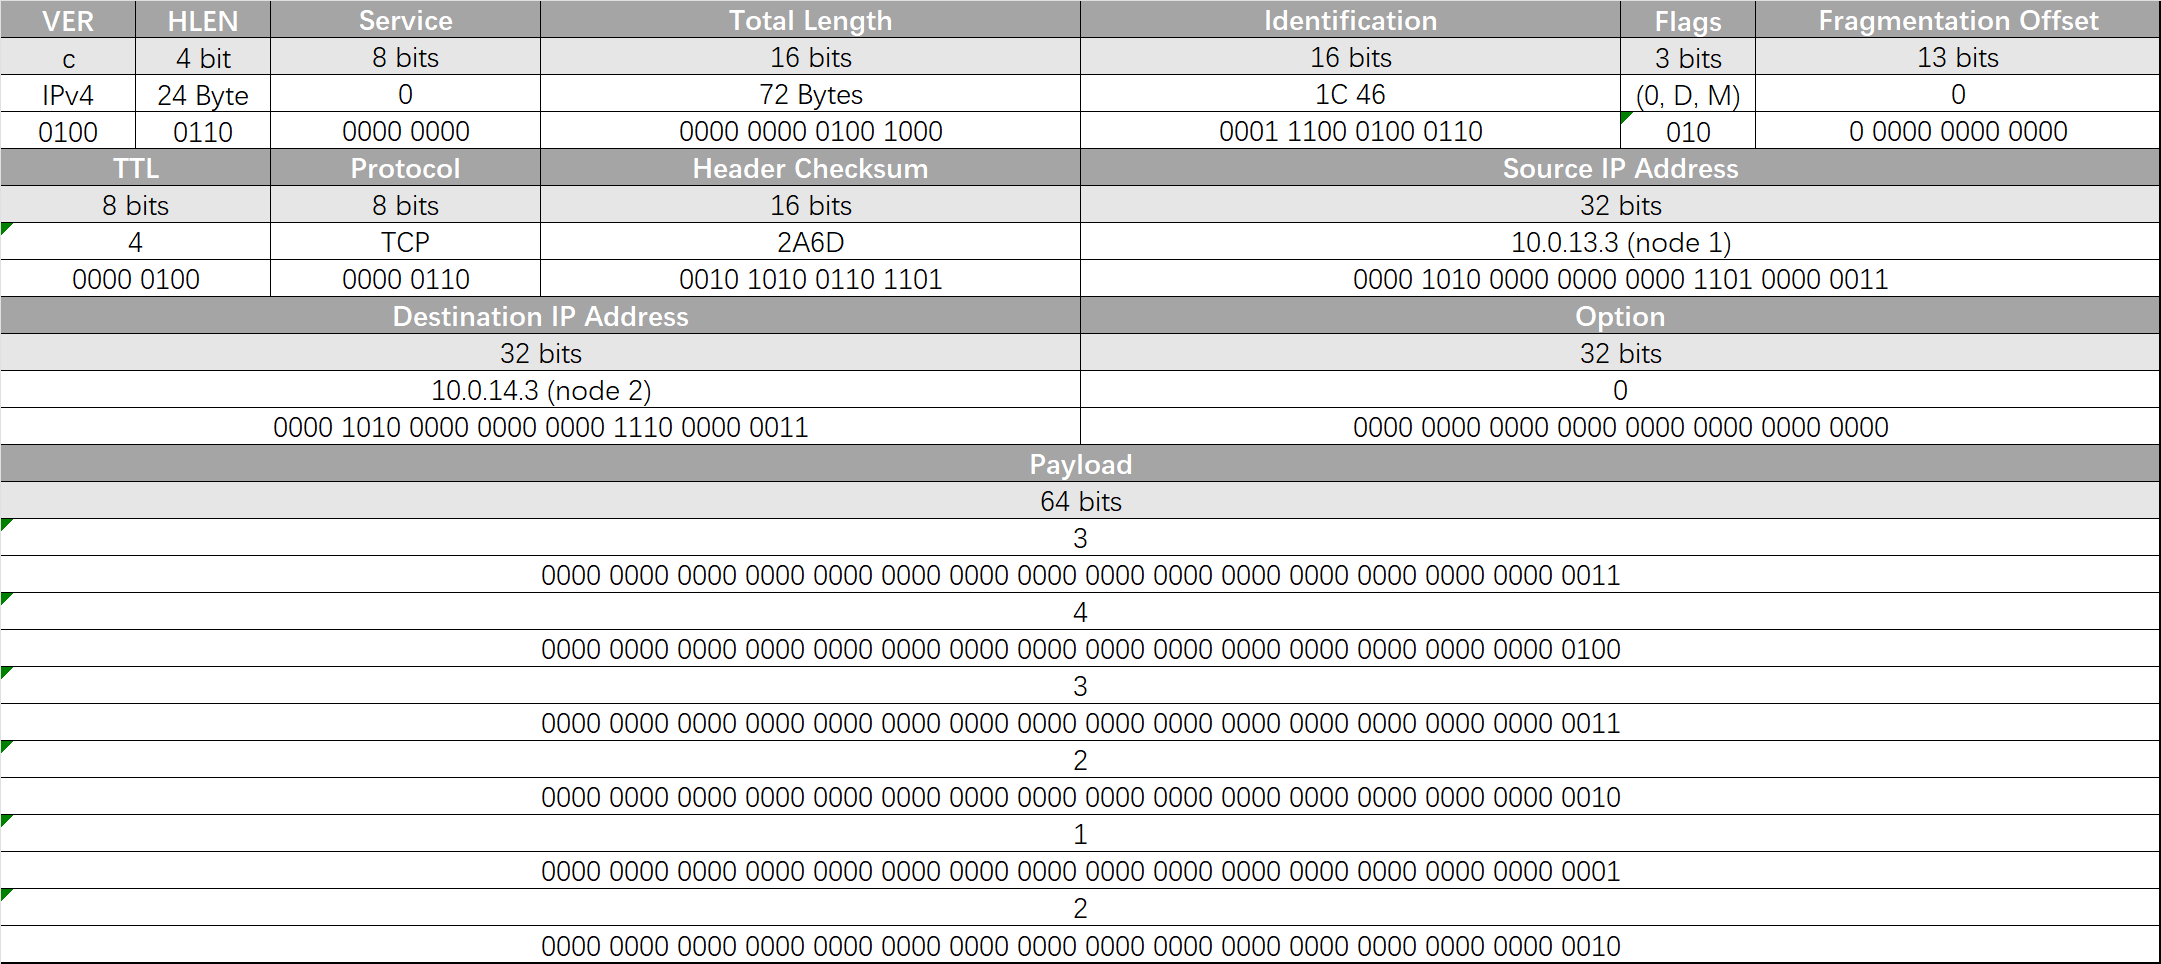 VER HLEN Service Total Length Identification Flags Fragmentation Offset
c 4 bit 8 bits 16 bits 16 bits 3 bits 13 bits
IPv4 24 Byte 0 72 Bytes 1C 46 (0, D, M) 0
0100 0110 0000 0000 0000 0000 0100 1000 0001 1100 0100 0110 010 0 0000 0000 0000
TTL Protocol Header Checksum Source IP Address
8 bits 8 bits 16 bits 32 bits
4 TCP 2A6D 10.0.13.3 (node 1)
0000 0100 0000 0110 0010 1010 0110 1101 0000 1010 0000 0000 0000 1101 0000 0011
Destination IP Address Option
32 bits 32 bits
10.0.14.3 (node 2) 0
0000 1010 0000 0000 0000 1110 0000 0011 0000 0000 0000 0000 0000 0000 0000 0000
Payload
64 bits
3
0000 0000 0000 0000 0000 0000 0000 0000 0000 0000 0000 0000 0000 0000 0000 0011
4
0000 0000 0000 0000 0000 0000 0000 0000 0000 0000 0000 0000 0000 0000 0000 0100
3
0000 0000 0000 0000 0000 0000 0000 0000 0000 0000 0000 0000 0000 0000 0000 0011
2
0000 0000 0000 0000 0000 0000 0000 0000 0000 0000 0000 0000 0000 0000 0000 0010
1
0000 0000 0000 0000 0000 0000 0000 0000 0000 0000 0000 0000 0000 0000 0000 0001
2
0000 0000 0000 0000 0000 0000 0000 0000 0000 0000 0000 0000 0000 0000 0000 0010